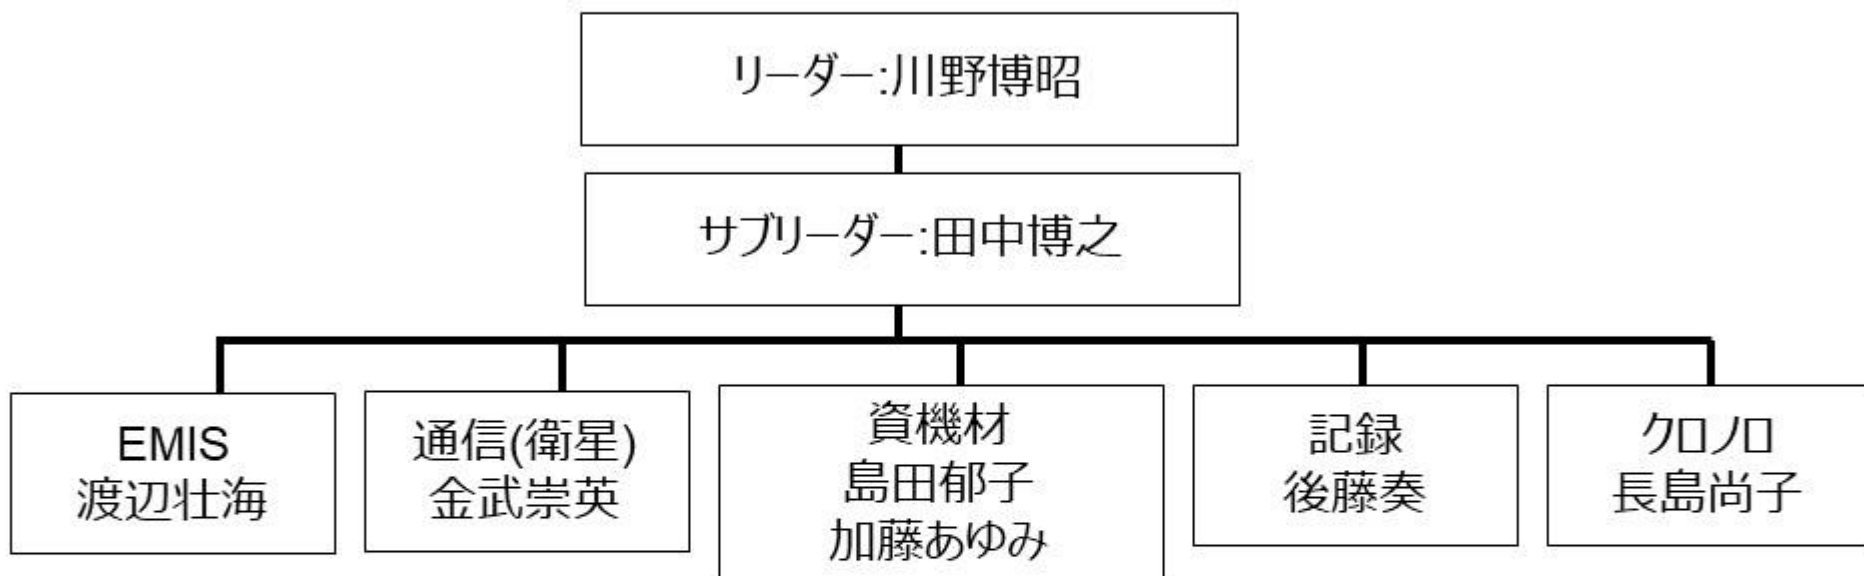 リーダー:川野博昭
サブリーダー:田中博之
EMIS
渡辺壮海
通信(衛星)
金武崇英
資機材
島田郁子
加藤あゆみ
記録
後藤奏
クロノロ
長島尚子